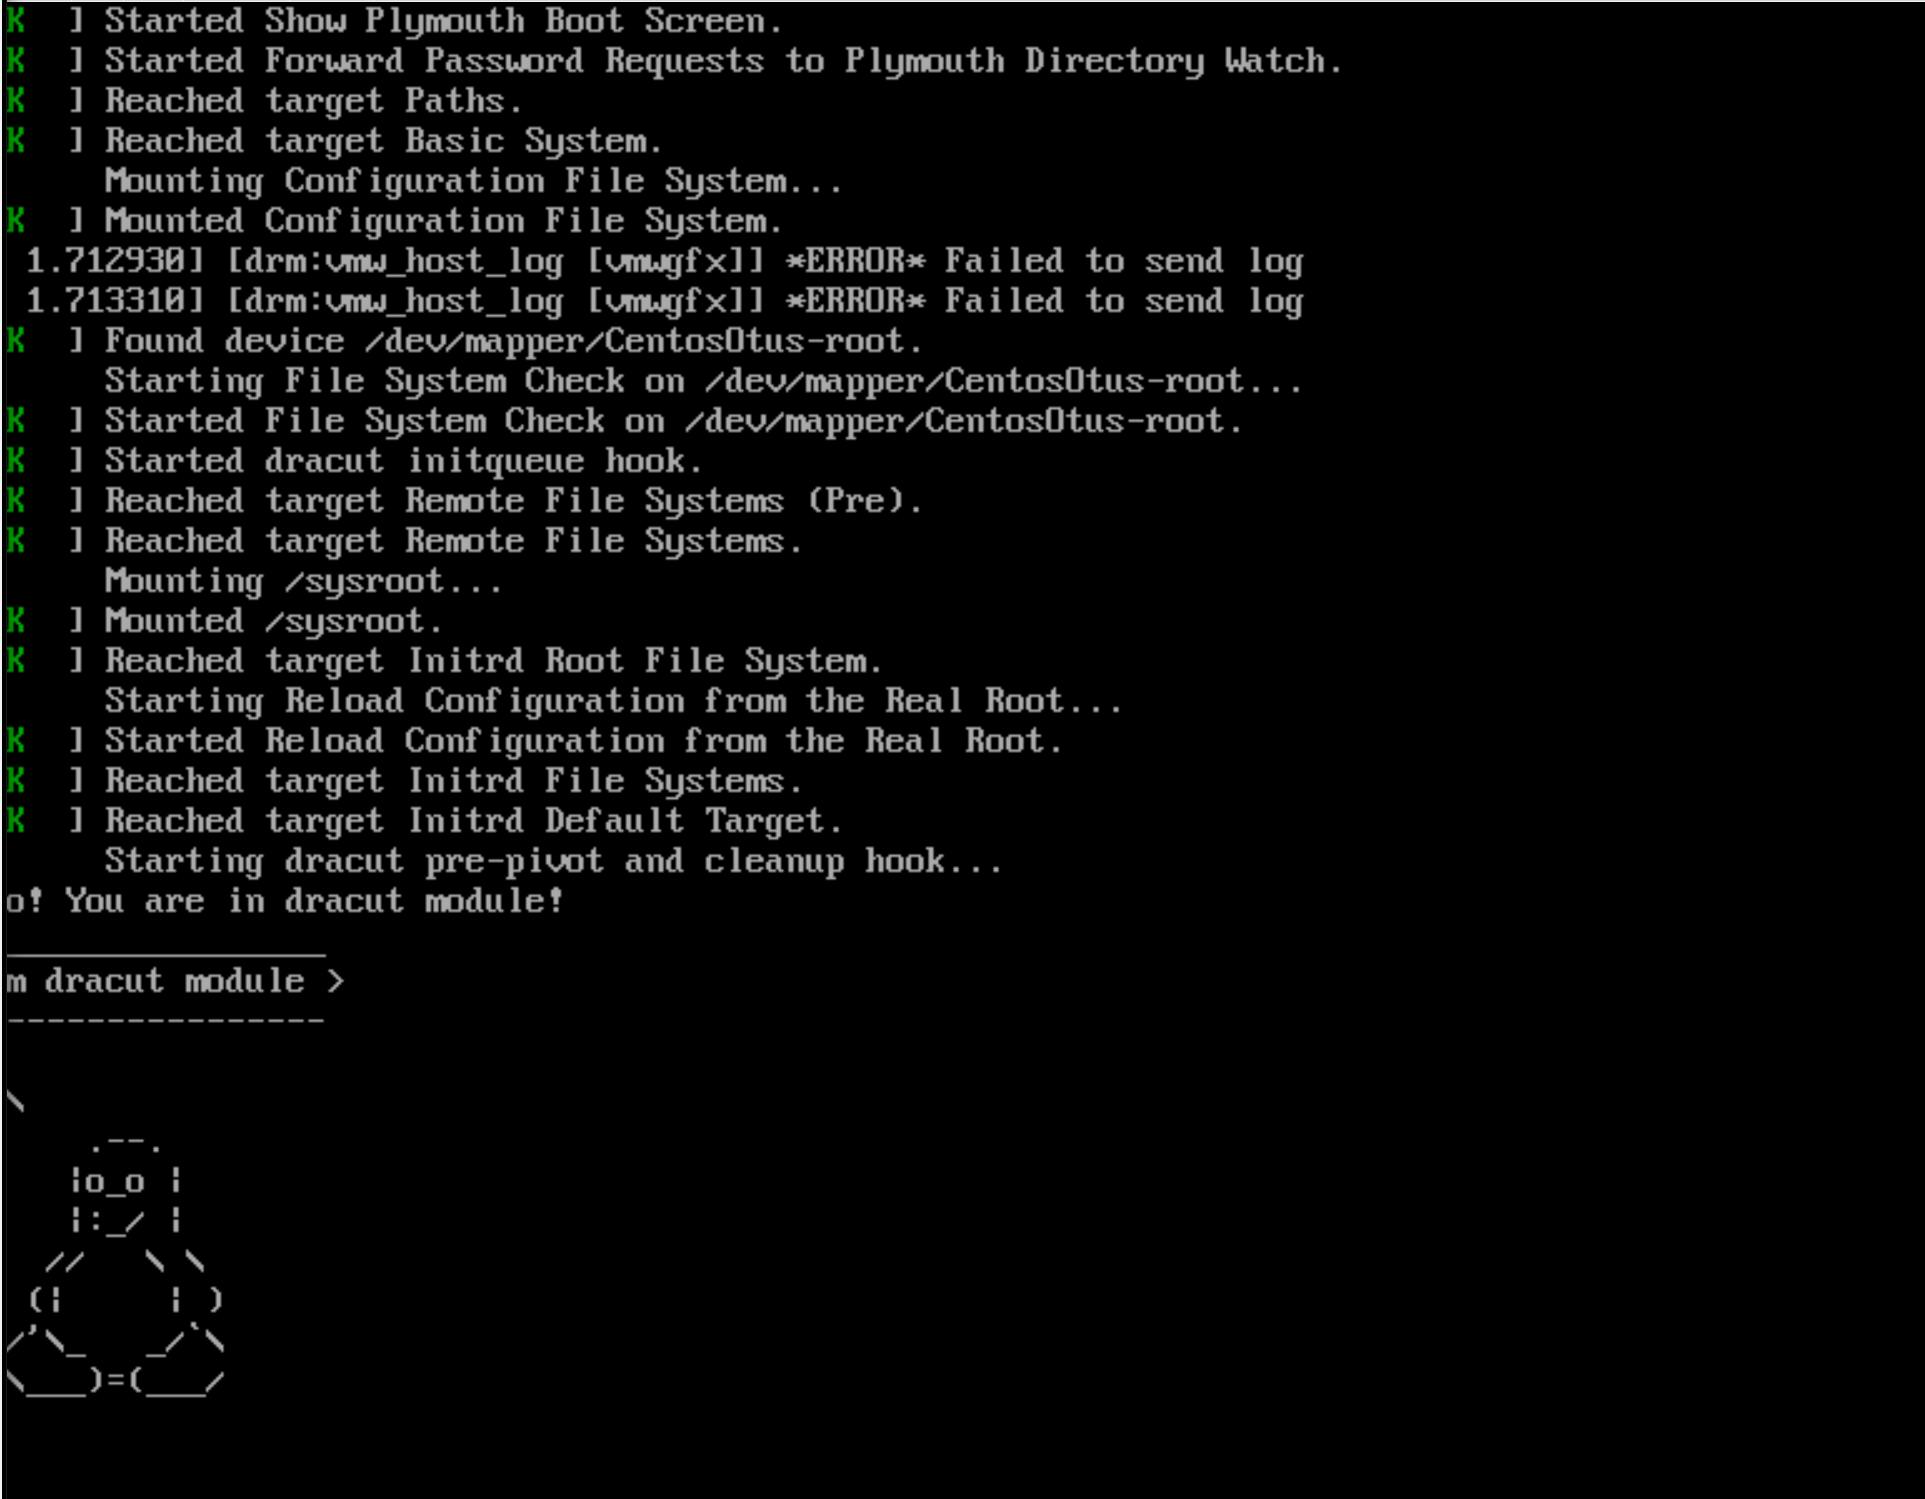 K  ] Started Show Plymouth Boot Screen.
K  ] Started Forward Password Requests to Plymouth Directory Watch.
K  ] Reached target Paths.
K  ] Reached target Basic System.
     Mounting Configuration File System...
K  ] Mounted Configuration File System.
 1.712930] [drm:vmw_host_log [vmwgfx]] *ERROR* Failed to send log
 1.713310] [drm:vmw_host_log [vmwgfx]] *ERROR* Failed to send log
K  ] Found device /dev/mapper/CentosOtus-root.
     Starting File System Check on /dev/mapper/CentosOtus-root...
K  ] Started File System Check on /dev/mapper/CentosOtus-root.
K  ] Started dracut initqueue hook.
K  ] Reached target Remote File Systems (Pre).
K  ] Reached target Remote File Systems.
     Mounting /sysroot...
K  ] Mounted /sysroot.
K  ] Reached target Initrd Root File System.
     Starting Reload Configuration from the Real Root...
K  ] Started Reload Configuration from the Real Root.
K  ] Reached target Initrd File Systems.
K  ] Reached target Initrd Default Target.
     Starting dracut pre-pivot and cleanup hook...
o! You are in dracut module!
________________
m dracut module >
----------------
\
    .--.
   |o_o |
   |:_/ |
  //   \ \
 (|     | )
/'\_   _/`\
\___)=(___/